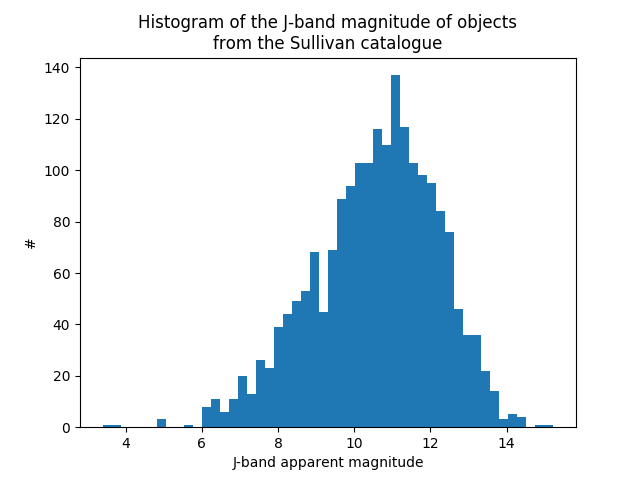 Histogram of the J-band magnitude of objects
from the Sullivan catalogue
140
120
100
80
60
40
20
0
#
4 6 8 10 12 14
J-band apparent magnitude